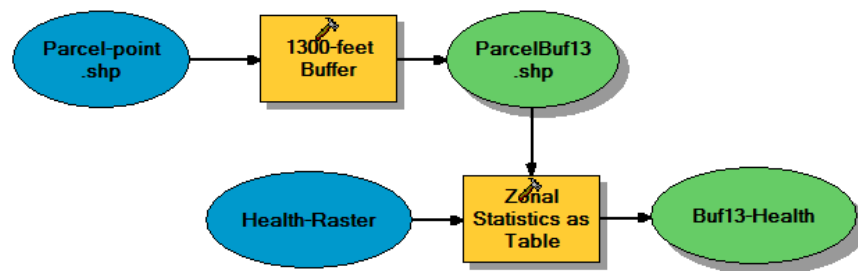 Parcel-point
.shp
1300-feet
Buffer
ParcelBuf13
.shp
Health-Raster
Zonal
Statistics as
Table
Buf13-Health